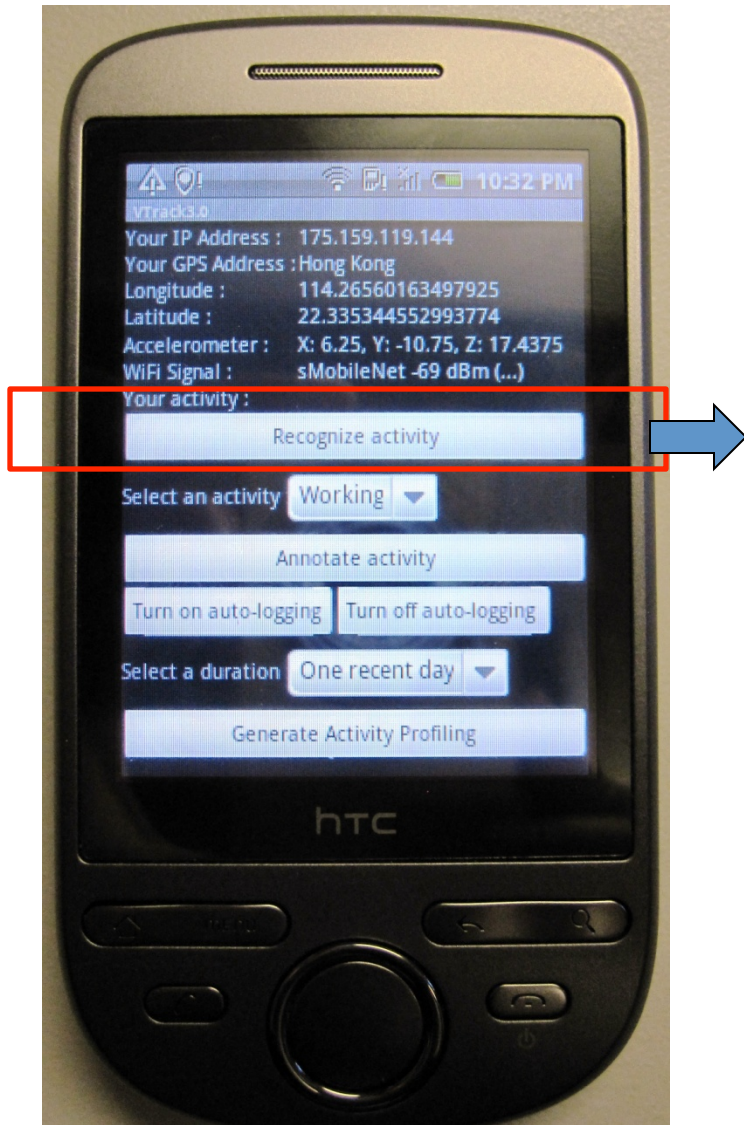 10:32 PM
VTrack3.0
Your IP Address : 175.159.119.144
Your GPS Address : Hong Kong
Longitude : 114.26560163497925
Latitude : 22.335344552993774
Accelerometer : X: 6.25, Y: -10.75, Z: 17.4375
WiFi Signal : sMobileNet -69 dBm (...)
Your activity :
Recognize activity
Select an activity Working
Annotate activity
Turn on auto-logging Turn off auto-logging
Select a duration One recent day
Generate Activity Profiling
hTC
MENU